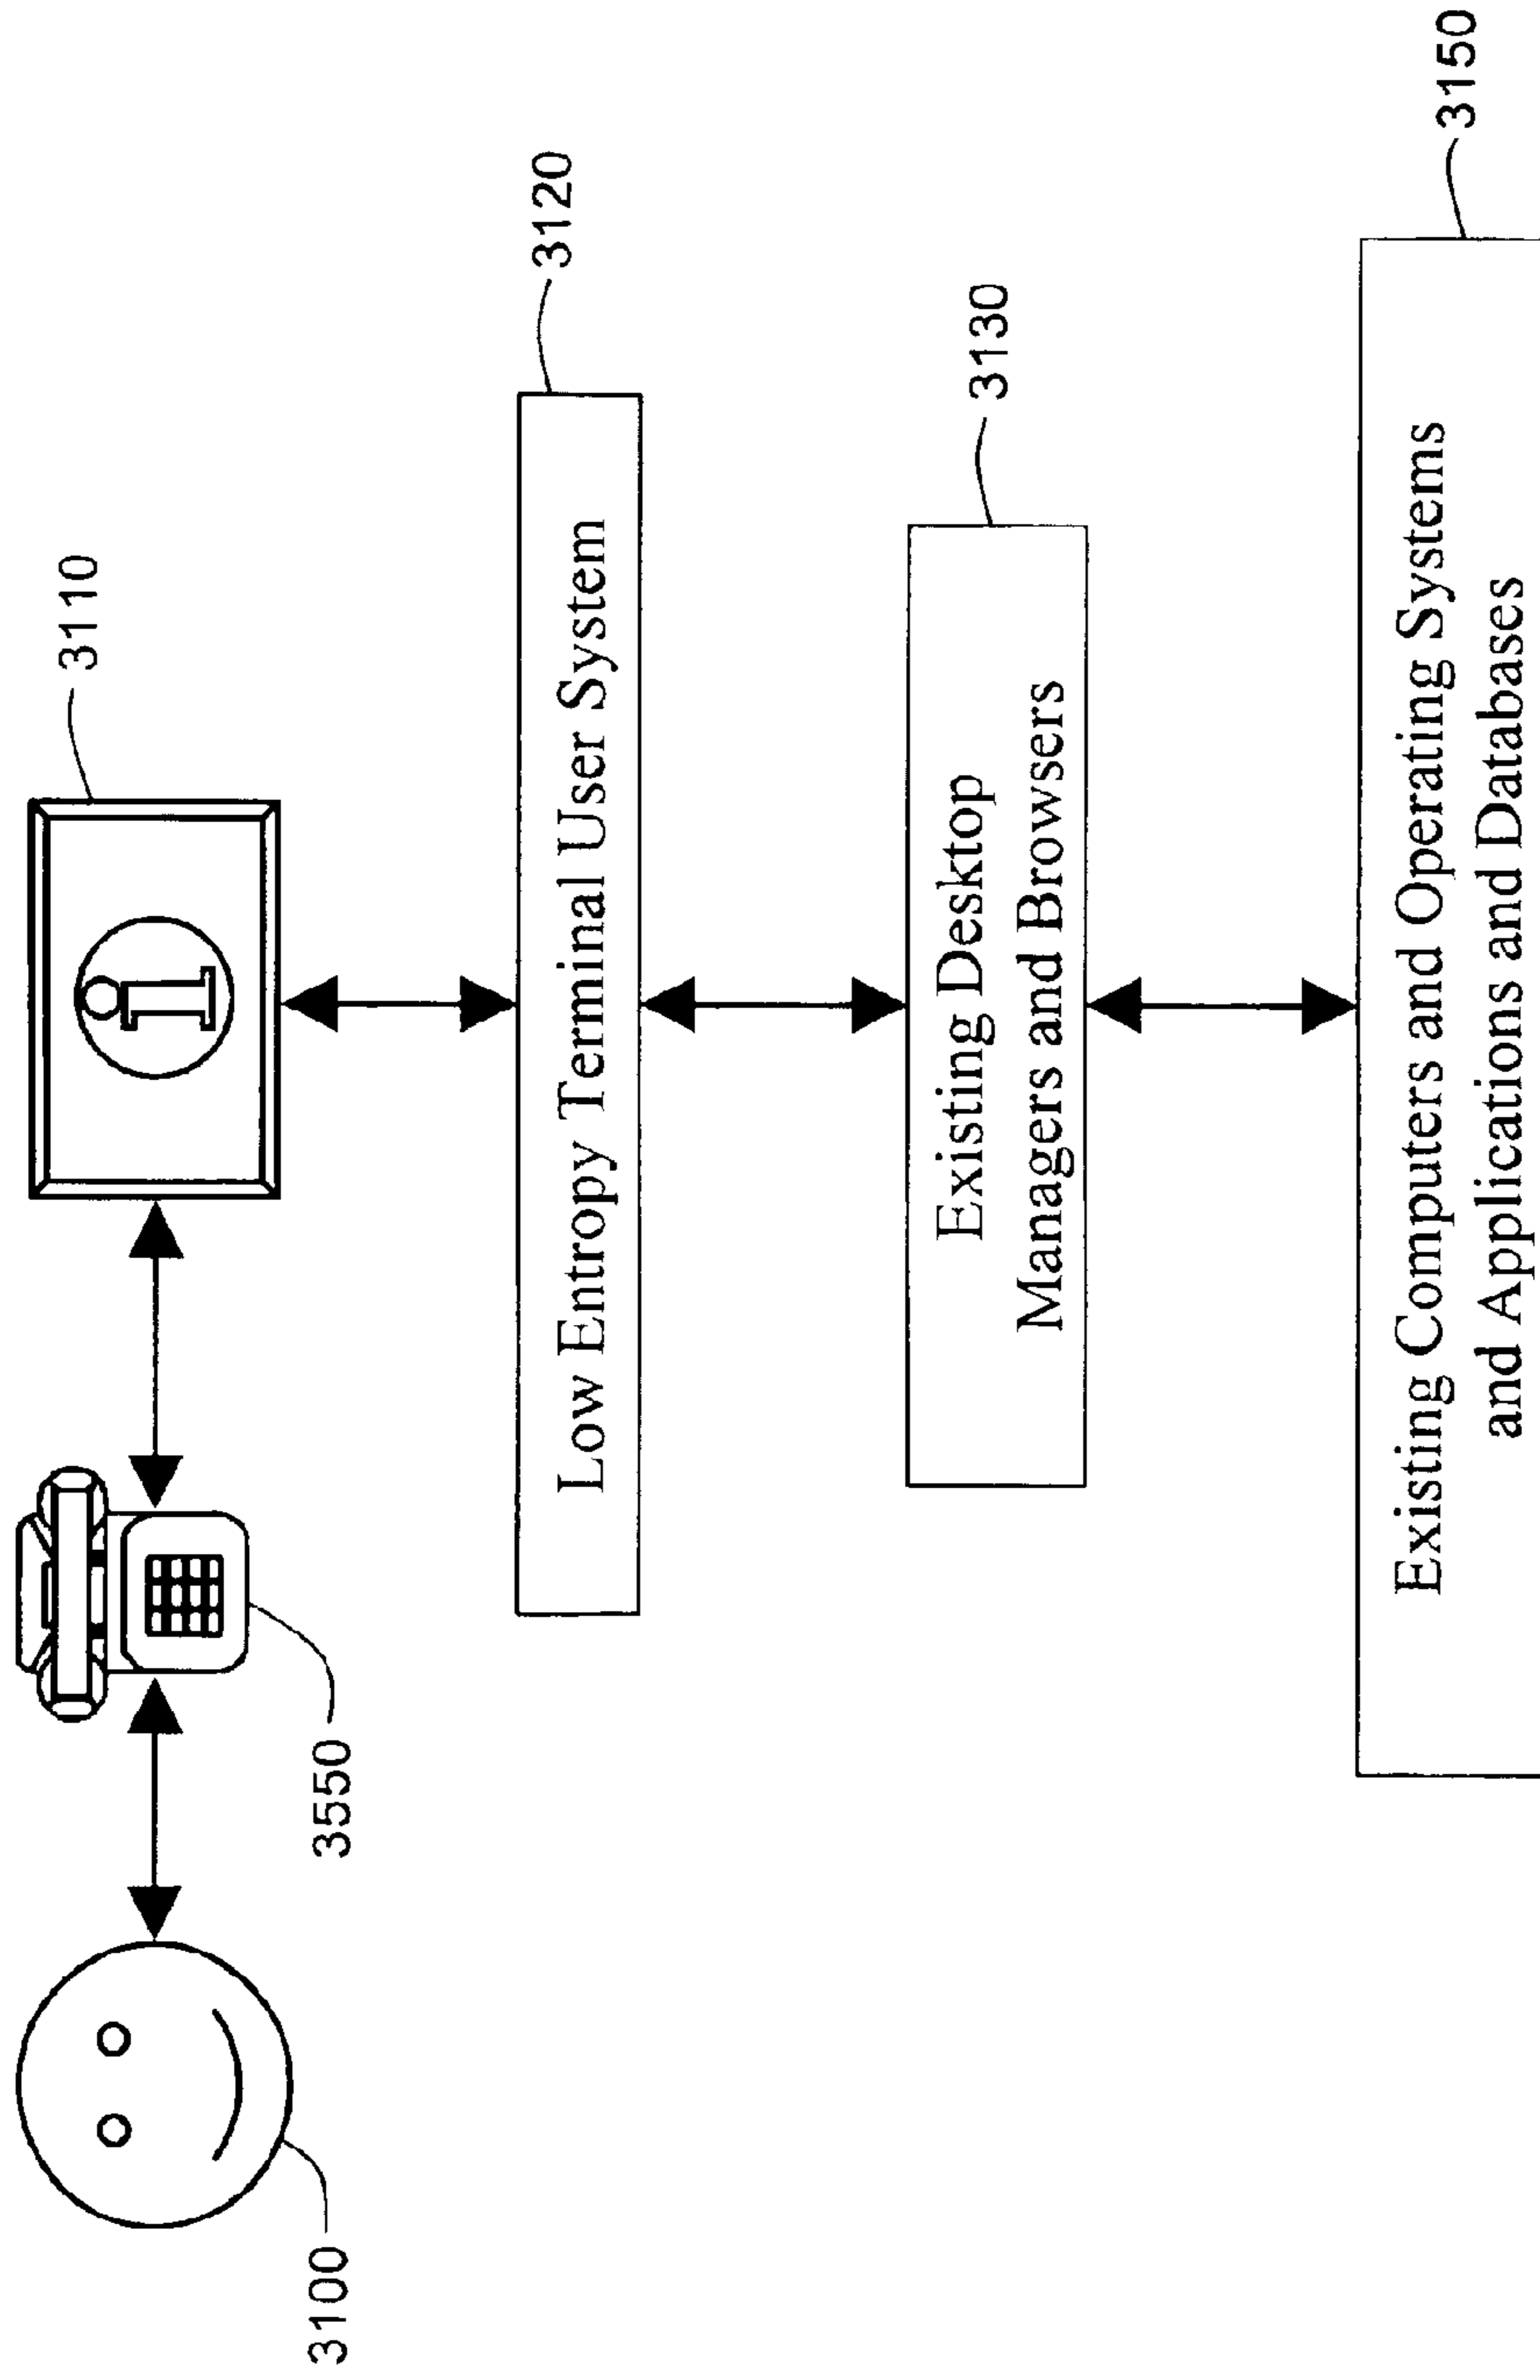 3110
3550
3100
3120
Low Entropy Terminal User System
3130
Existing Desktop
Managers and Browsers
3150
Existing Computers and Operating Systems
and Applications and Databases